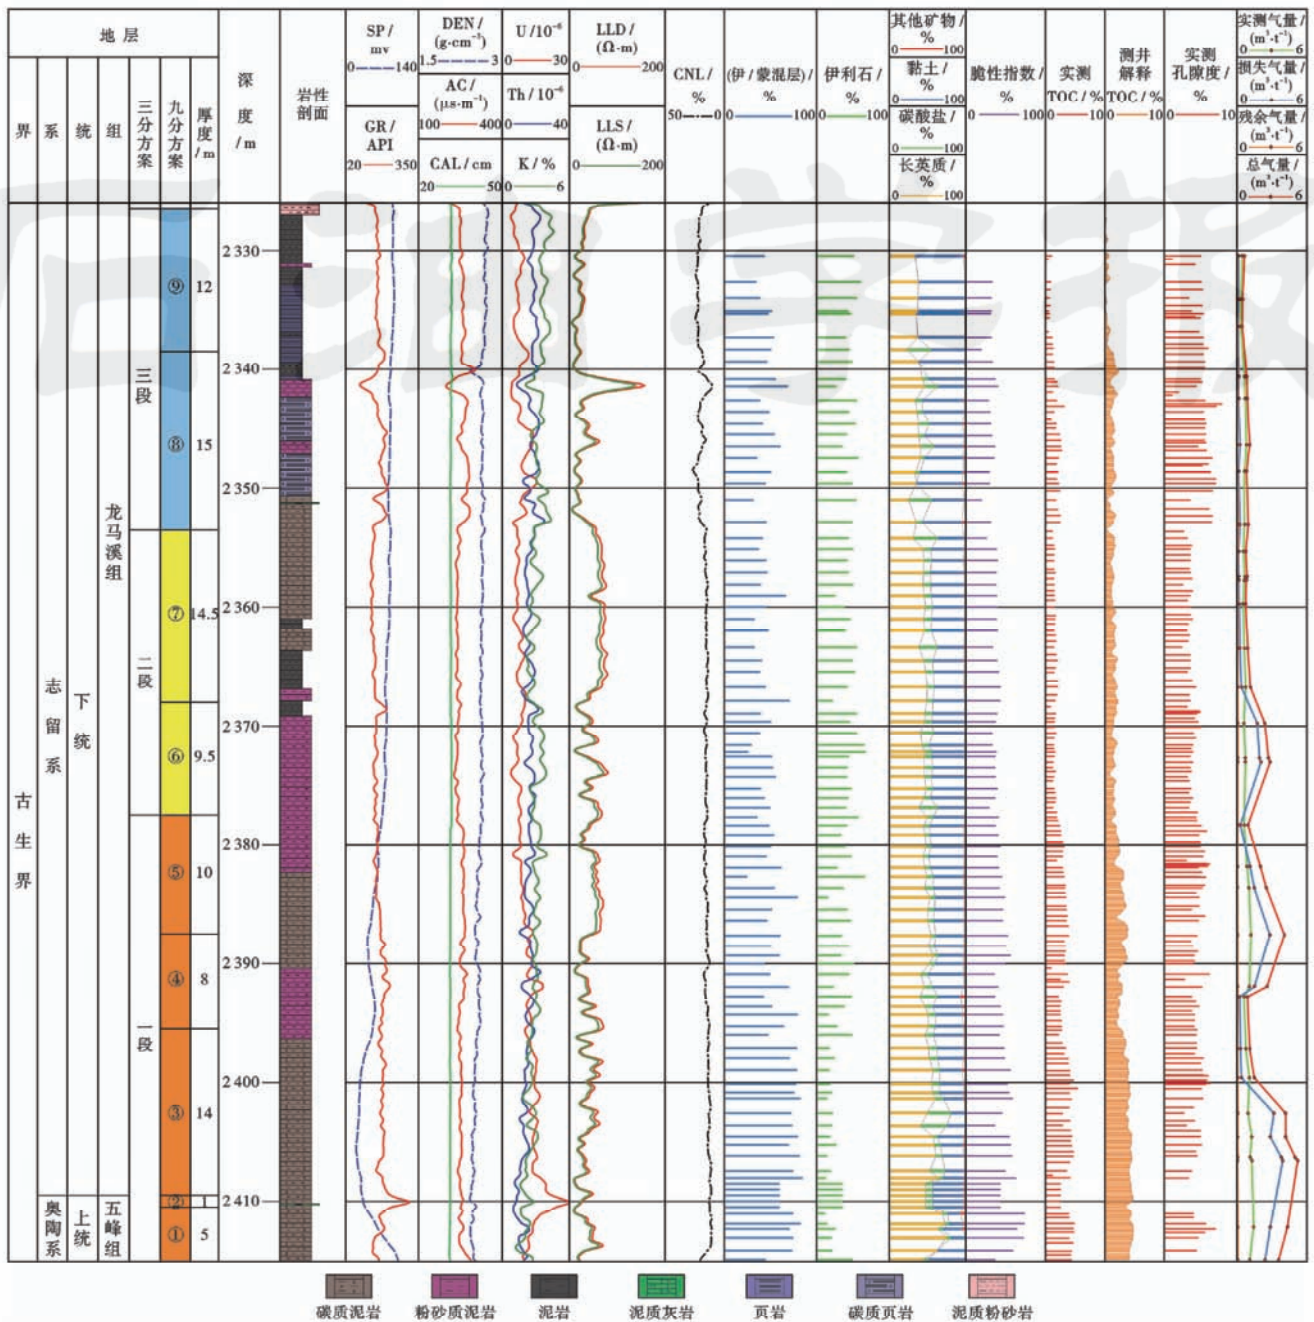 地层
界
系
统
组
三分方案
九分方案
厚度/m
深度/m
岩性
剖面
SP/
mv
0 140
GR/
API
20 350
DEN/
(g·cm⁻³)
1.5 3
AC/
(μs·m⁻¹)
100 400
CAL/cm
20 50
U/10⁻⁶
0 30
Th/10⁻⁶
0 40
K/%
0 6
LLD/
(Ω·m)
0 200
LLS/
(Ω·m)
0 200
CNL/
%
50 0
(伊/蒙混层)/
%
0 100
伊利石/
%
0 100
其他矿物/
%
0 100
黏土/
%
0 100
碳酸盐/
%
0 100
长英质/
%
0 100
脆性指数/
%
0 100
实测
TOC/%
0 10
测井
解释
TOC/%
0 10
实测
孔隙度/
%
0 10
实测气量/
(m³·t⁻¹)
0 6
损失气量/
(m³·t⁻¹)
0 6
残余气量/
(m³·t⁻¹)
0 6
总气量/
(m³·t⁻¹)
0 6
古生界
志留系
奥陶系
下统
上统
龙马溪组
五峰组
三段
二段
一段
⑨ 12
⑧ 15
⑦ 14.5
⑥ 9.5
⑤ 10
④ 8
③ 14
② 1
① 5
2 330
2 340
2 350
2 360
2 370
2 380
2 390
2 400
2 410
石油学报
碳质泥岩
粉砂质泥岩
泥岩
泥质灰岩
页岩
碳质页岩
泥质粉砂岩